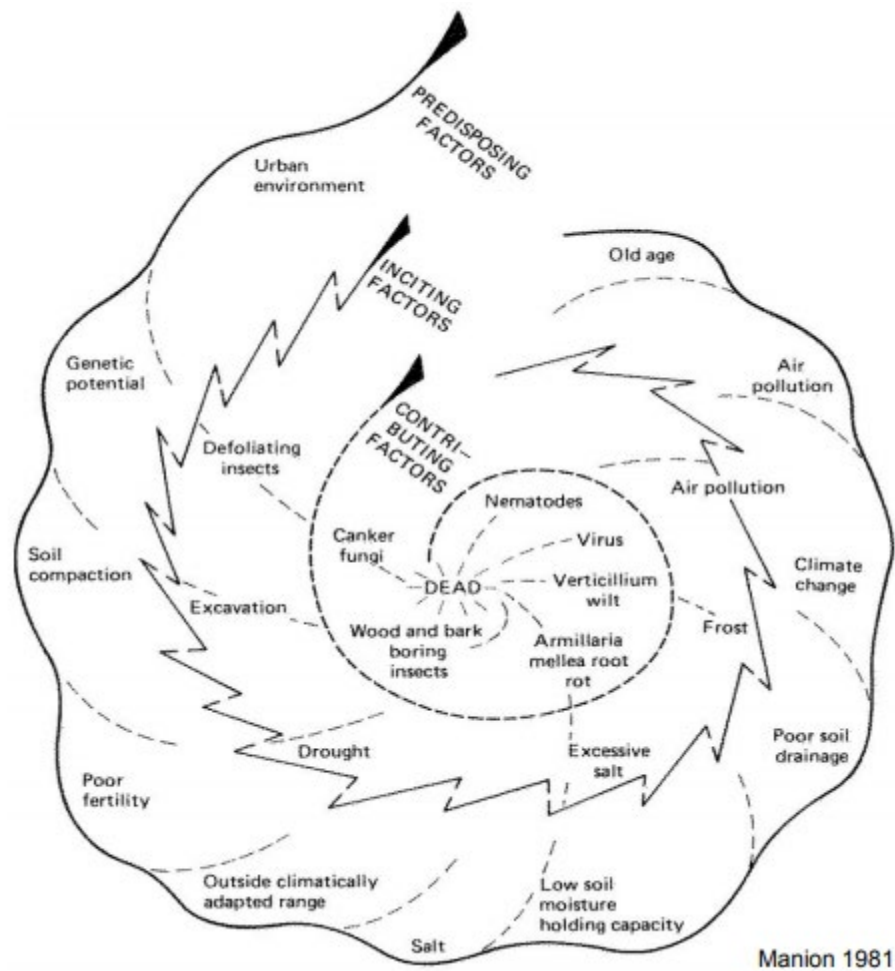 PREDISPOSING
FACTORS
Urban
environment
INCITING
FACTORS
Old age
Genetic
potential
Air
pollution
CONTRI–
BUTING
FACTORS
Defoliating
insects
Nematodes
Air pollution
Canker
fungi
Virus
Soil
compaction
Climate
change
DEAD
Verticillium
wilt
Excavation
Wood and bark
boring
insects
Armillaria
mellea root
rot
Frost
Drought
Excessive
salt
Poor soil
drainage
Poor
fertility
Outside climatically
adapted range
Low soil
moisture
holding capacity
Salt
Manion 1981